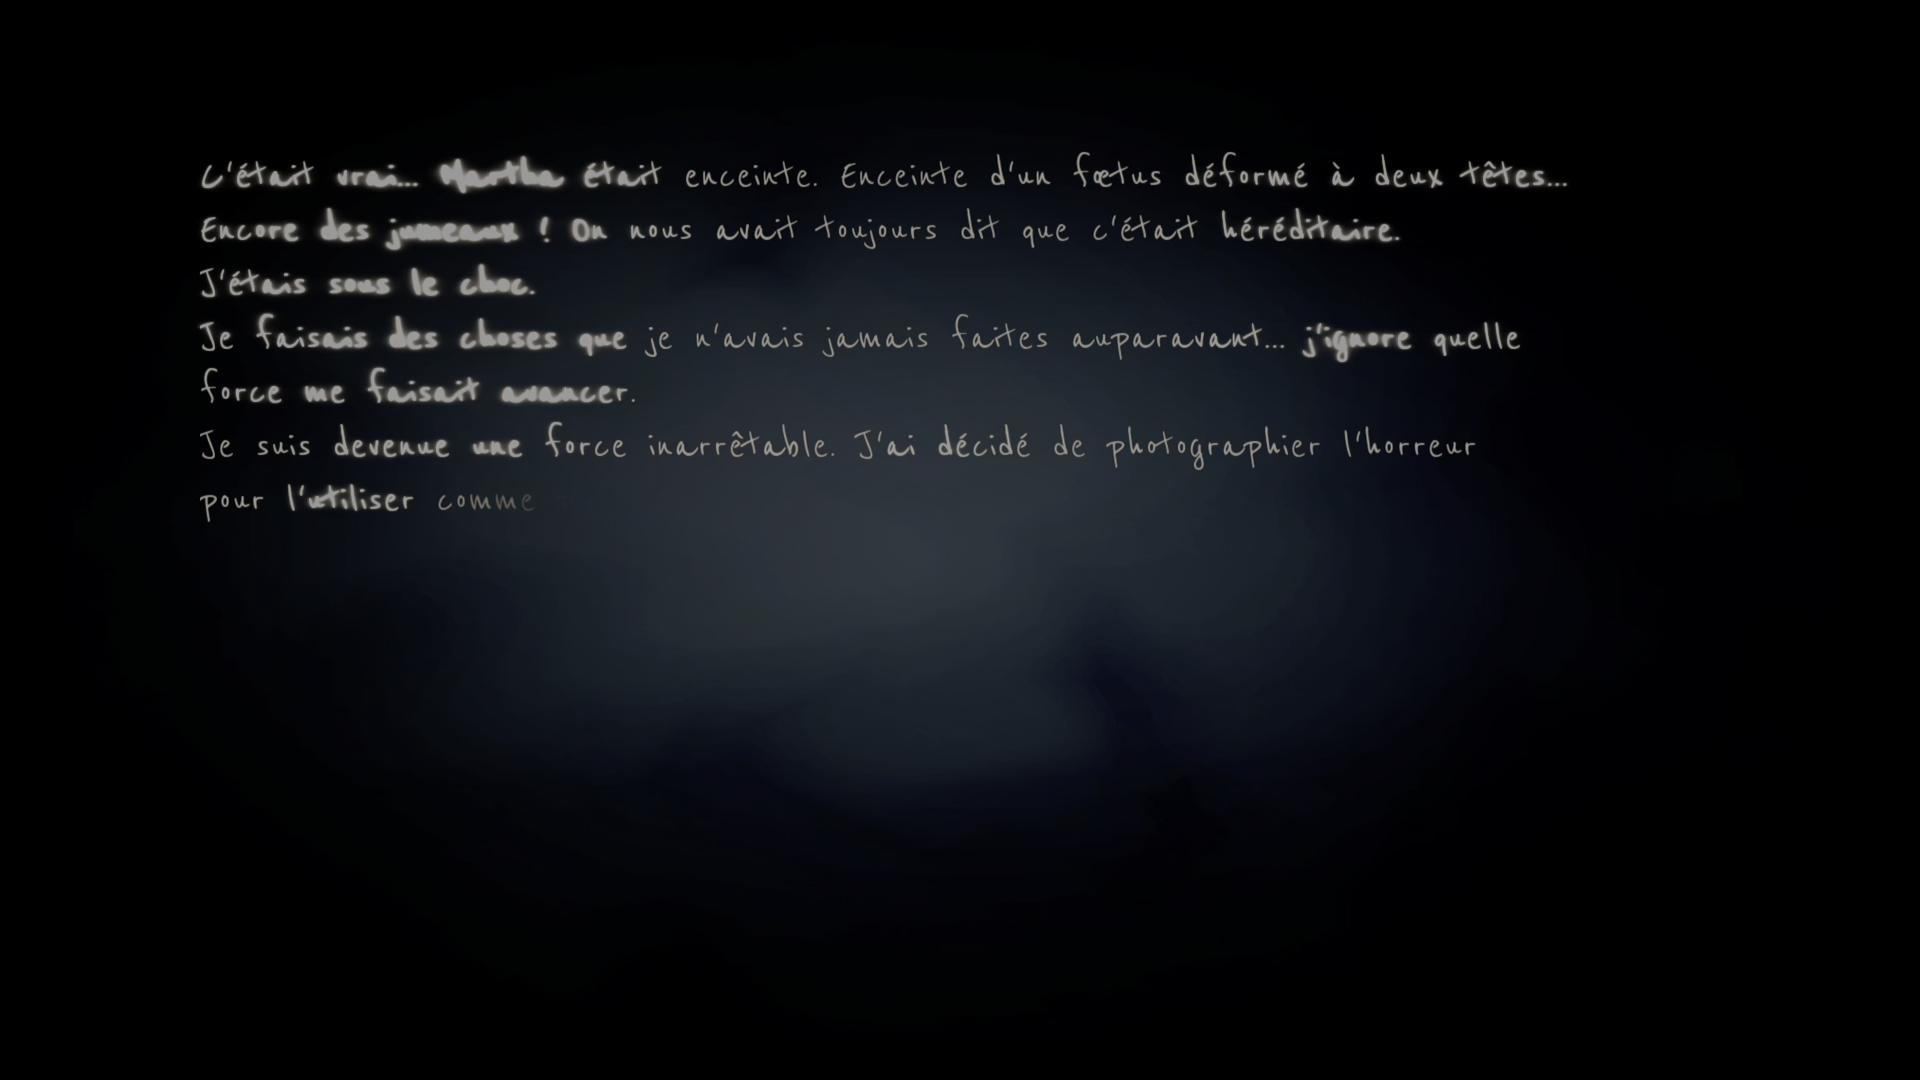 C'était vrai... Martha était enceinte. Enceinte d'un fœtus déformé à deux têtes...
Encore des jumeaux ! On nous avait toujours dit que c'était héréditaire.
J'étais sous le choc.
Je faisais des choses que je n'avais jamais faites auparavant... j'ignore quelle
force me faisait avancer.
Je suis devenue une force inarrêtable. J'ai décidé de photographier l'horreur
pour l'utiliser comme